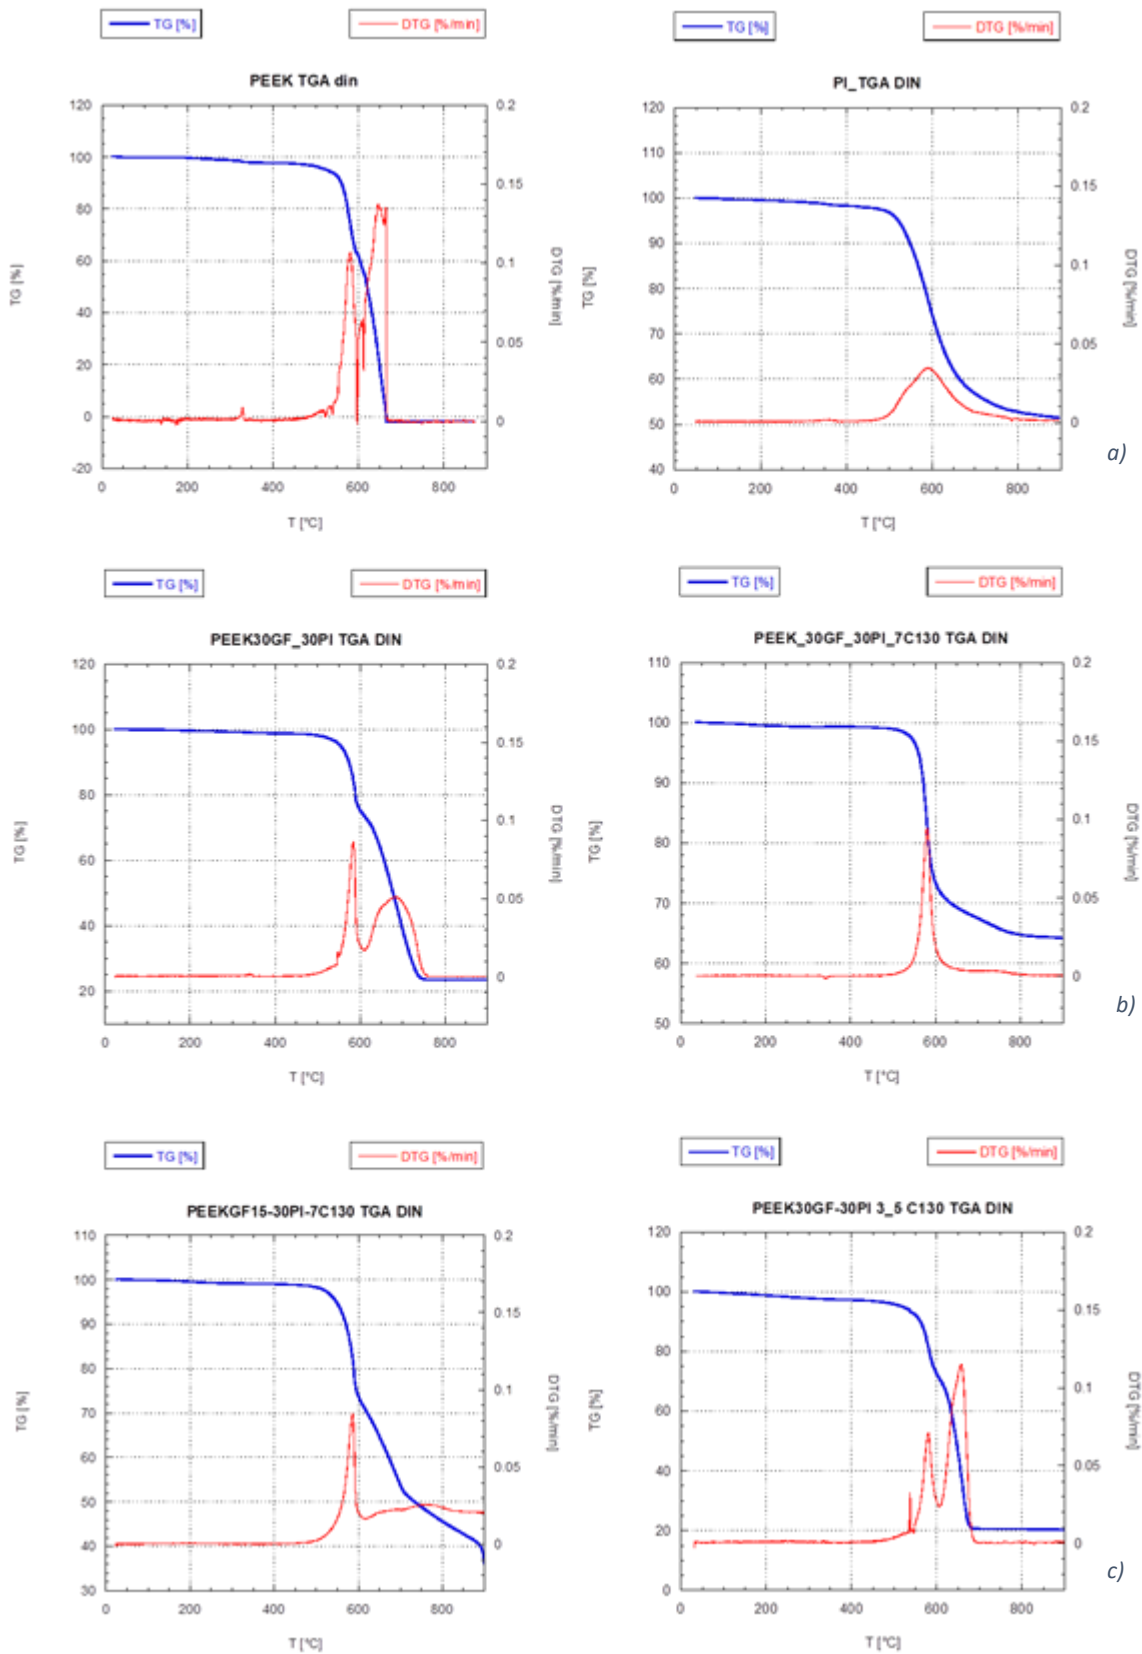 TG [%] DTG [%/min] TG [%] DTG [%/min]
PEEK TGA din
120 0.2
100 0.15
80
60 0.1
40
20 0.05
0 0
-20
0 200 400 600 800
TG [%]
DTG [%/min]
T [°C]
PI_TGA DIN
120 0.2
110
100 0.15
90
80 0.1
70
60 0.05
50 0
40
0 200 400 600 800
TG [%]
DTG [%/min]
T [°C]
a)
TG [%] DTG [%/min] TG [%] DTG [%/min]
PEEK30GF_30PI TGA DIN
120 0.2
100 0.15
80 0.1
60
40 0.05
20 0
0 200 400 600 800
TG [%]
DTG [%/min]
T [°C]
PEEK_30GF_30PI_7C130 TGA DIN
110 0.2
100 0.15
90
80 0.1
70 0.05
60 0
50
0 200 400 600 800
TG [%]
DTG [%/min]
T [°C]
b)
TG [%] DTG [%/min] TG [%] DTG [%/min]
PEEKGF15-30PI-7C130 TGA DIN
110 0.2
100 0.15
90
80 0.1
70
60 0.05
50
40 0
30
0 200 400 600 800
TG [%]
DTG [%/min]
T [°C]
PEEK30GF-30PI 3_5 C130 TGA DIN
120 0.2
100 0.15
80
60 0.1
40 0.05
20 0
0
0 200 400 600 800
TG [%]
DTG [%/min]
T [°C]
c)